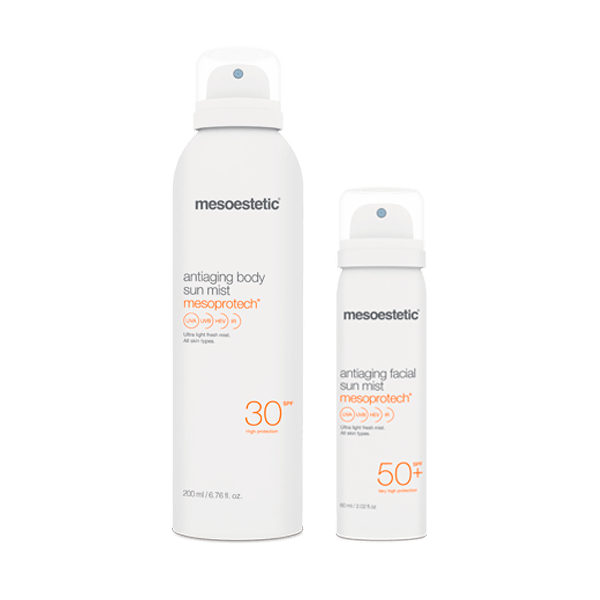 mesoestetic®
antiaging body
sun mist
mesoprotech®
UVA UVB HEV IR
Ultra light fresh mist.
All skin types.
30 SPF
High protection
200 ml / 6.76 fl. oz.
mesoestetic®
antiaging facial
sun mist
mesoprotech®
UVA UVB HEV IR
Ultra light fresh mist.
All skin types.
50+ SPF
Very high protection
60 ml / 2.02 fl oz